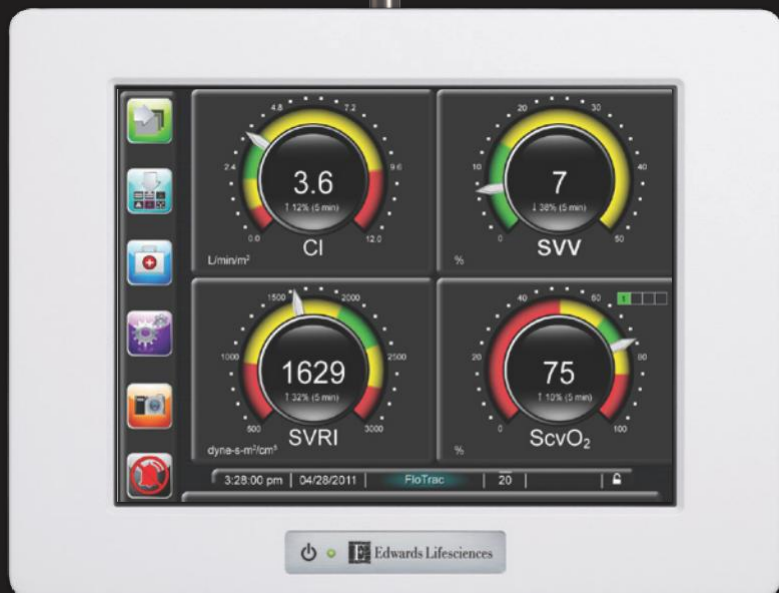 4.8
7.2
2.4
9.6
3.6
↑ 12% (5 min)
0.0
12.0
CI
L/min/m²
20
30
10
40
7
↓ 38% (5 min)
0
50
SVV
%
1500
2000
1000
2500
1629
↑ 32% (5 min)
500
3000
SVRI
dyne-s-m²/cm⁵
40
60
1
20
80
75
↑ 10% (5 min)
0
100
ScvO₂
%
3:28:00 pm | 04/28/2011 | FloTrac | 20
E Edwards Lifesciences